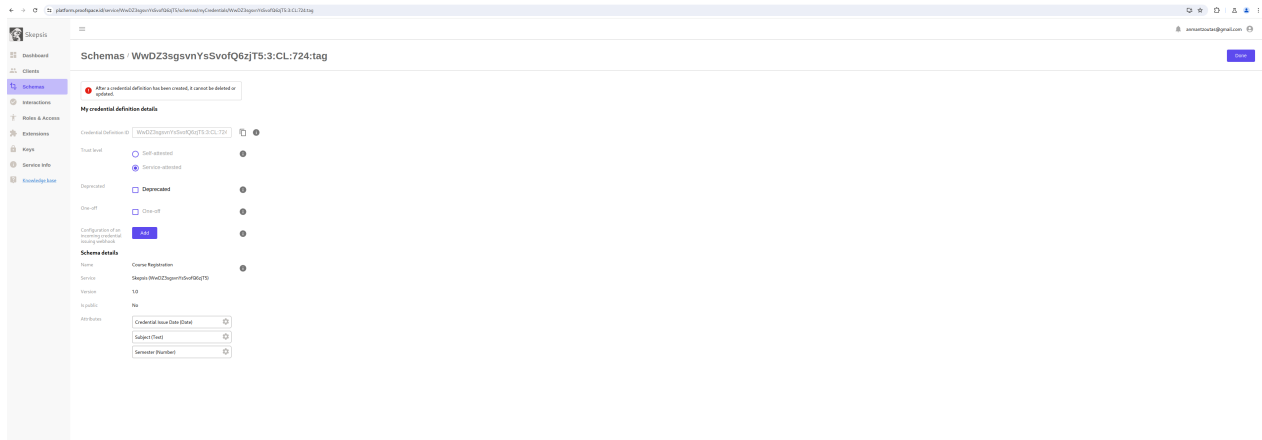 platform.proofspace.id/service/WwDZ3sgsvnYsSvofQ6zjT5/schemas/myCredentials/WwDZ3sgsvnYsSvofQ6zjT5:3:CL:724:tag
Skepsis
anmantzoutas@gmail.com
Dashboard
Clients
Schemas
Interactions
Roles & Access
Extensions
Keys
Service Info
Knowledge base
Schemas / WwDZ3sgsvnYsSvofQ6zjT5:3:CL:724:tag
Done
After a credential definition has been created, it cannot be deleted or
updated.
My credential definition details
Credential Definition ID WwDZ3sgsvnYsSvofQ6zjT5:3:CL:724
Trust level
Self-attested
Service-attested
Deprecated
Deprecated
One-off
One-off
Configuration of an
incoming credential
issuing webhook
Add
Schema details
Name Course Registration
Service Skepsis (WwDZ3sgsvnYsSvofQ6zjT5)
Version 1.0
Is public No
Attributes
Credential Issue Date (Date)
Subject (Text)
Semester (Number)